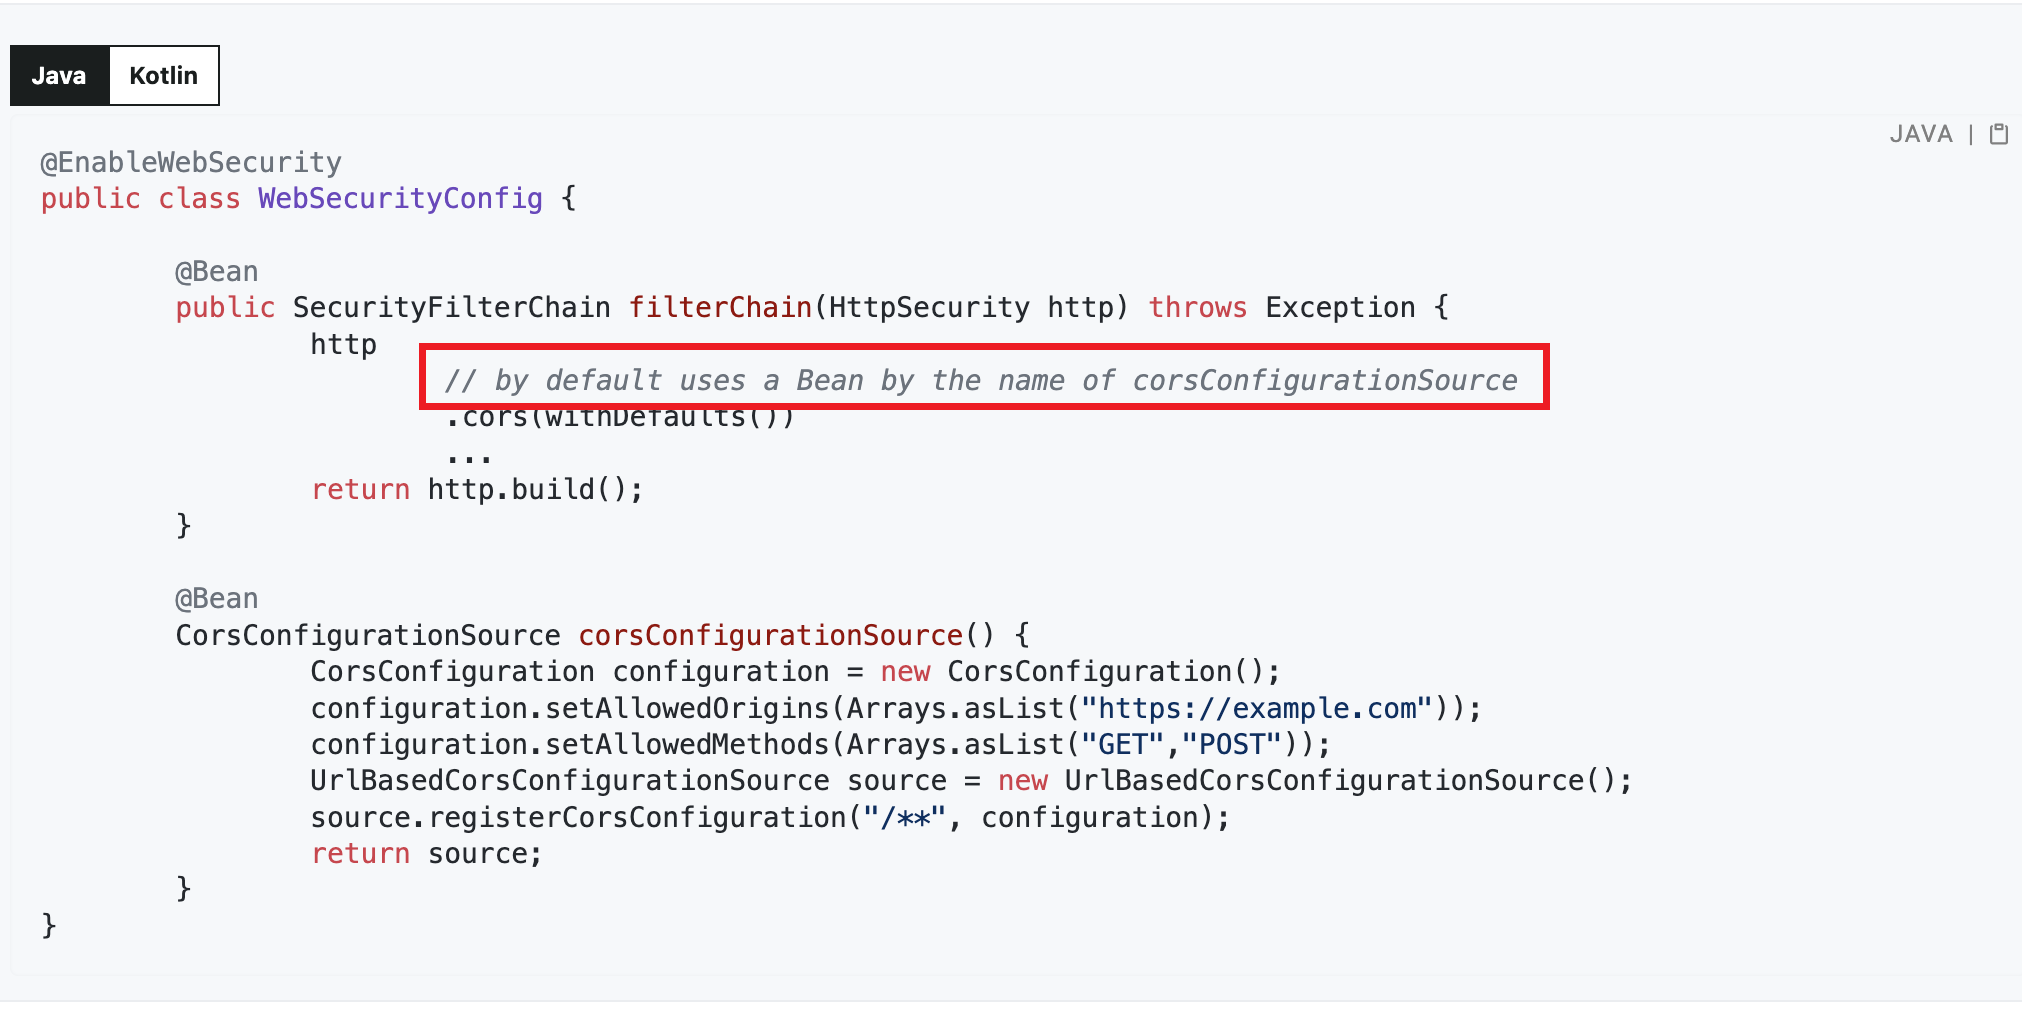 Java Kotlin
JAVA |
@EnableWebSecurity
public class WebSecurityConfig {
@Bean
public SecurityFilterChain filterChain(HttpSecurity http) throws Exception {
http
// by default uses a Bean by the name of corsConfigurationSource
.cors(withDefaults())
...
return http.build();
}
@Bean
CorsConfigurationSource corsConfigurationSource() {
CorsConfiguration configuration = new CorsConfiguration();
configuration.setAllowedOrigins(Arrays.asList("https://example.com"));
configuration.setAllowedMethods(Arrays.asList("GET","POST"));
UrlBasedCorsConfigurationSource source = new UrlBasedCorsConfigurationSource();
source.registerCorsConfiguration("/**", configuration);
return source;
}
}